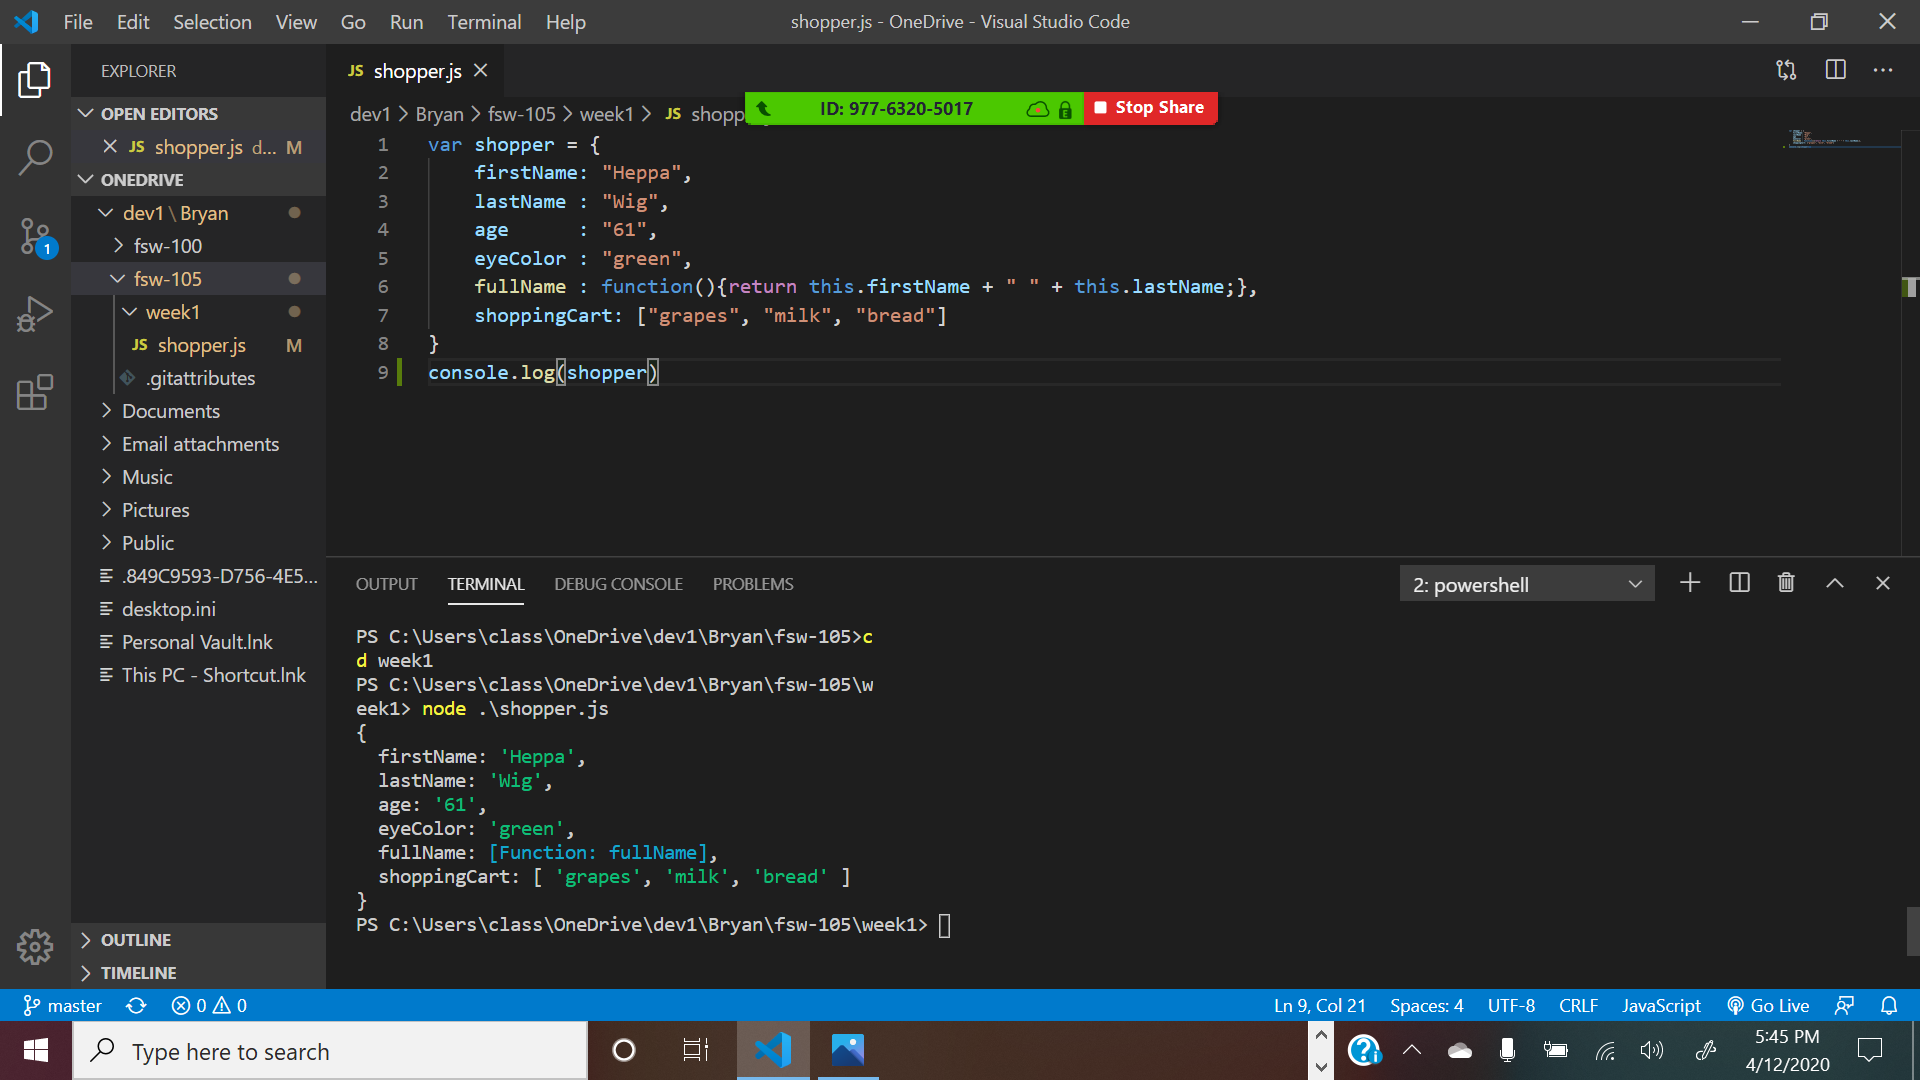 File Edit Selection View Go Run Terminal Help
shopper.js - OneDrive - Visual Studio Code
EXPLORER
OPEN EDITORS
JS shopper.js d... M
ONEDRIVE
dev1\Bryan
fsw-100
fsw-105
week1
JS shopper.js M
.gitattributes
Documents
Email attachments
Music
Pictures
Public
.849C9593-D756-4E5...
desktop.ini
Personal Vault.lnk
This PC - Shortcut.lnk
OUTLINE
TIMELINE
1
JS shopper.js
dev1 > Bryan > fsw-105 > week1 > JS shopp
ID: 977-6320-5017
Stop Share
1 var shopper = {
2 firstName: "Heppa",
3 lastName : "Wig",
4 age : "61",
5 eyeColor : "green",
6 fullName : function(){return this.firstName + " " + this.lastName;},
7 shoppingCart: ["grapes", "milk", "bread"]
8 }
9 console.log(shopper)
OUTPUT TERMINAL DEBUG CONSOLE PROBLEMS
2: powershell
PS C:\Users\class\OneDrive\dev1\Bryan\fsw-105>c
d week1
PS C:\Users\class\OneDrive\dev1\Bryan\fsw-105\w
eek1> node .\shopper.js
{
firstName: 'Heppa',
lastName: 'Wig',
age: '61',
eyeColor: 'green',
fullName: [Function: fullName],
shoppingCart: [ 'grapes', 'milk', 'bread' ]
}
PS C:\Users\class\OneDrive\dev1\Bryan\fsw-105\week1>
master 0 0
Ln 9, Col 21 Spaces: 4 UTF-8 CRLF JavaScript Go Live
Type here to search
5:45 PM
4/12/2020